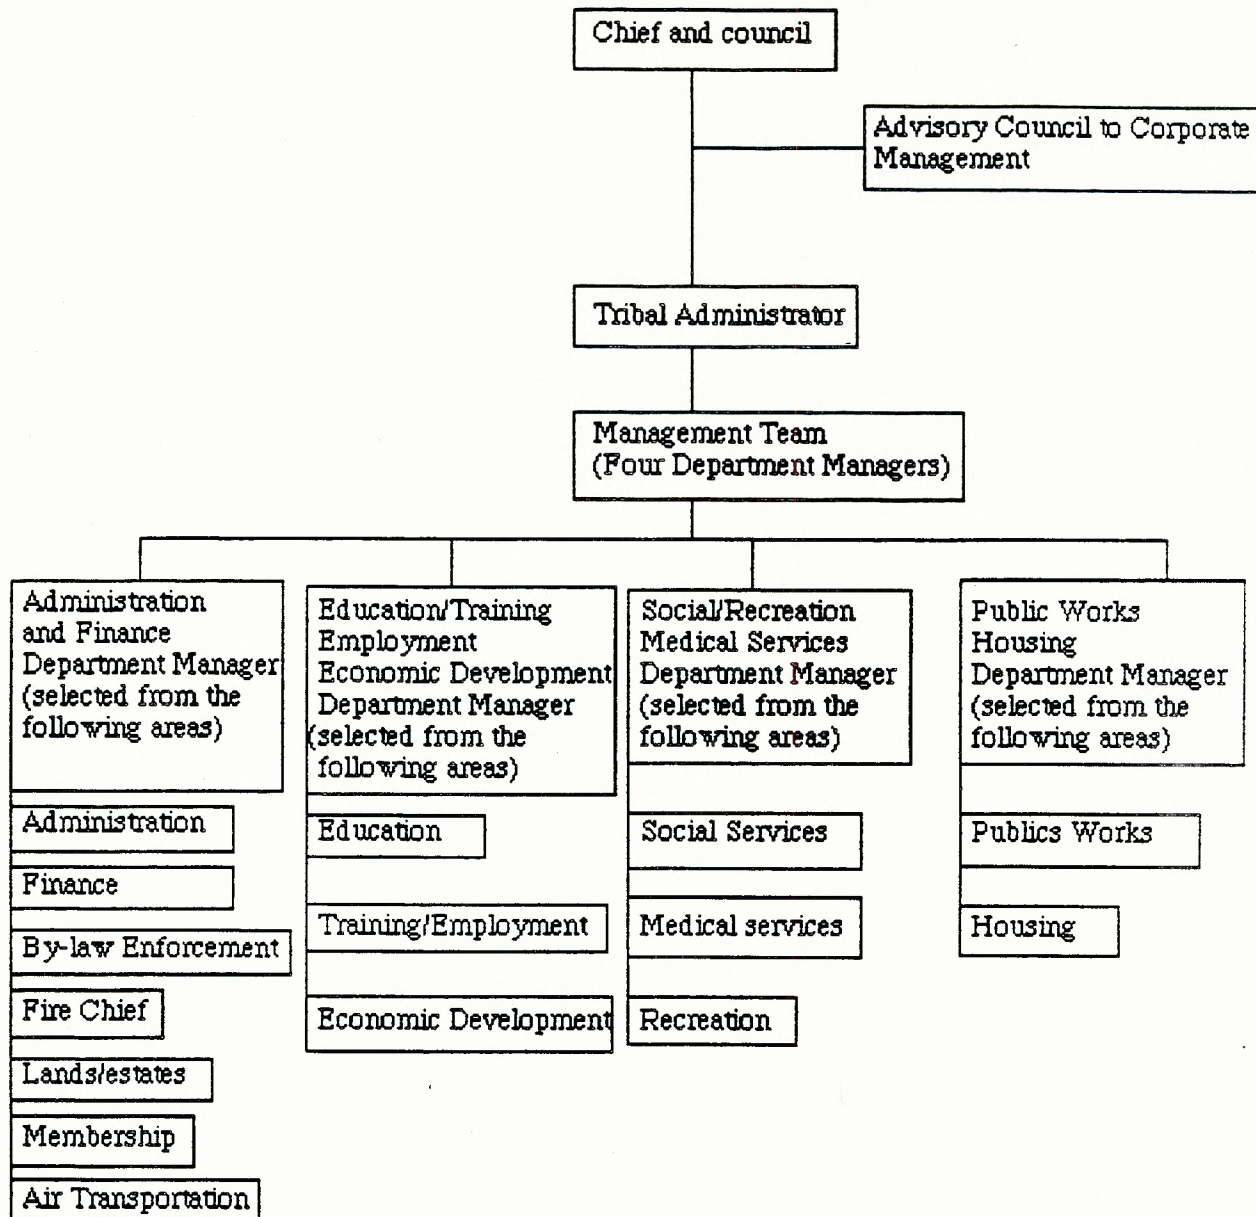 Chief and council
Advisory Council to Corporate
Management
Tribal Administrator
Management Team
(Four Department Managers)
Administration
and Finance
Department Manager
(selected from the
following areas)
Administration
Finance
By-law Enforcement
Fire Chief
Lands/estates
Membership
Air Transportation
Education/Training
Employment
Economic Development
Department Manager
(selected from the
following areas)
Education
Training/Employment
Economic Development
Social/Recreation
Medical Services
Department Manager
(selected from the
following areas)
Social Services
Medical services
Recreation
Public Works
Housing
Department Manager
(selected from the
following areas)
Publics Works
Housing